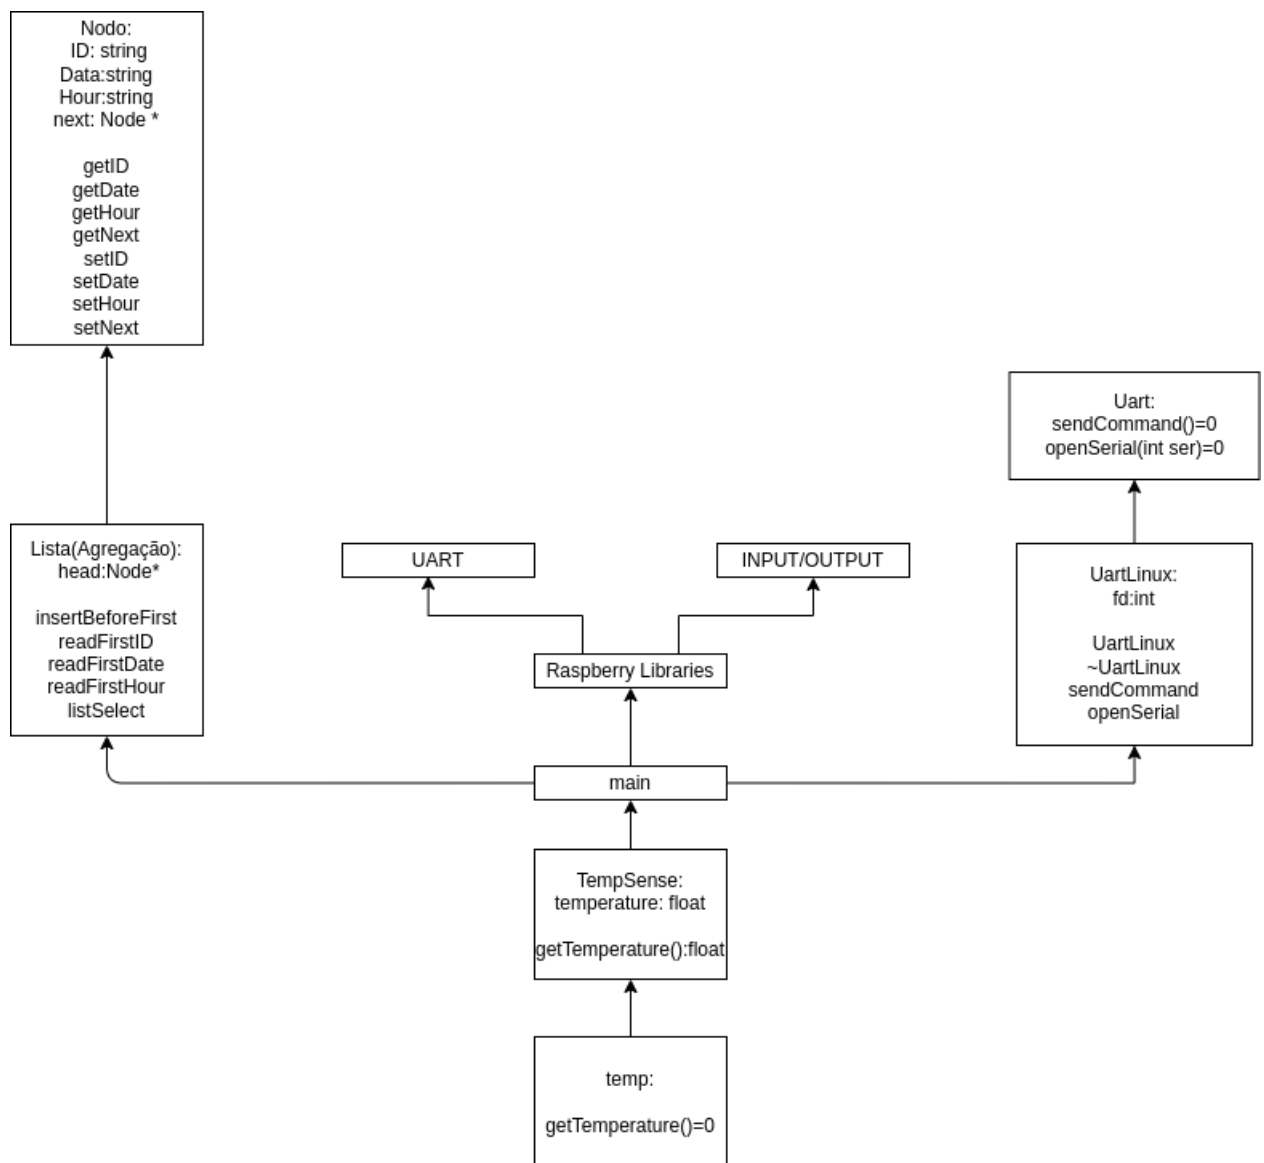 Nodo:
ID: string
Data:string
Hour:string
next: Node *
getID
getDate
getHour
getNext
setID
setDate
setHour
setNext
Uart:
sendCommand()=0
openSerial(int ser)=0
Lista(Agregação):
head:Node*
insertBeforeFirst
readFirstID
readFirstDate
readFirstHour
listSelect
UART
INPUT/OUTPUT
UartLinux:
fd:int
UartLinux
~UartLinux
sendCommand
openSerial
Raspberry Libraries
main
TempSense:
temperature: float
getTemperature():float
temp:
getTemperature()=0